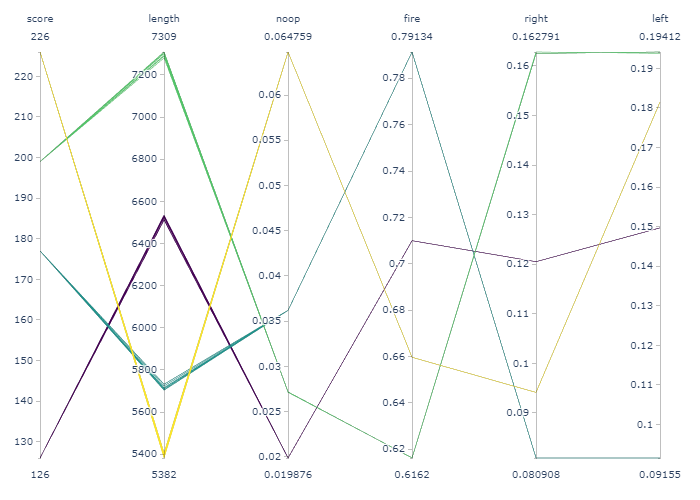 score length noop fire right left
226 7309 0.064759 0.79134 0.162791 0.19412
220 210 200 190 180 170 160 150 140 130
7200 7000 6800 6600 6400 6200 6000 5800 5600 5400
0.06 0.055 0.05 0.045 0.04 0.035 0.03 0.025 0.02
0.78 0.76 0.74 0.72 0.7 0.68 0.66 0.64 0.62
0.16 0.15 0.14 0.13 0.12 0.11 0.1 0.09
0.19 0.18 0.17 0.16 0.15 0.14 0.13 0.12 0.11 0.1
126 5382 0.019876 0.6162 0.080908 0.09155